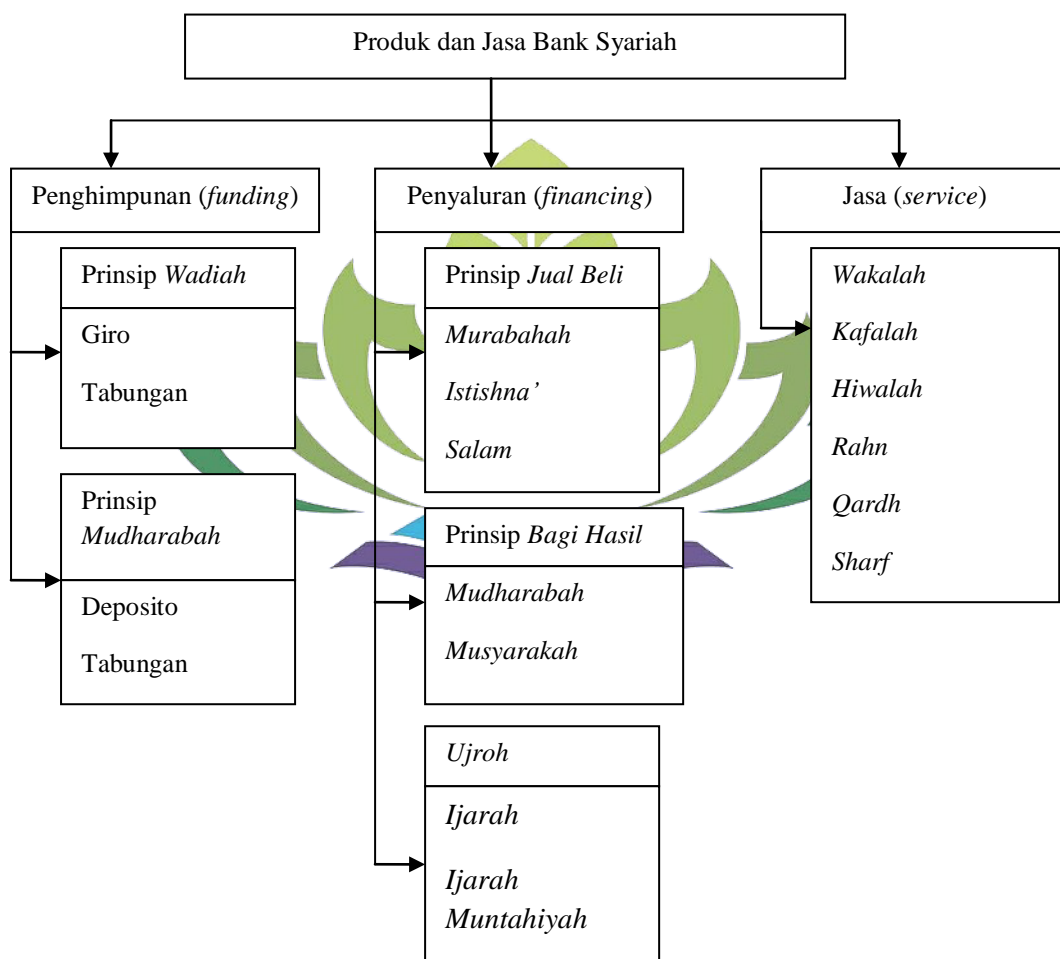 Produk dan Jasa Bank Syariah
Penghimpunan (funding)
Prinsip Wadiah
Giro
Tabungan
Prinsip
Mudharabah
Deposito
Tabungan
Penyaluran (financing)
Prinsip Jual Beli
Murabahah
Istishna’
Salam
Prinsip Bagi Hasil
Mudharabah
Musyarakah
Ujroh
Ijarah
Ijarah
Muntahiyah
Jasa (service)
Wakalah
Kafalah
Hiwalah
Rahn
Qardh
Sharf